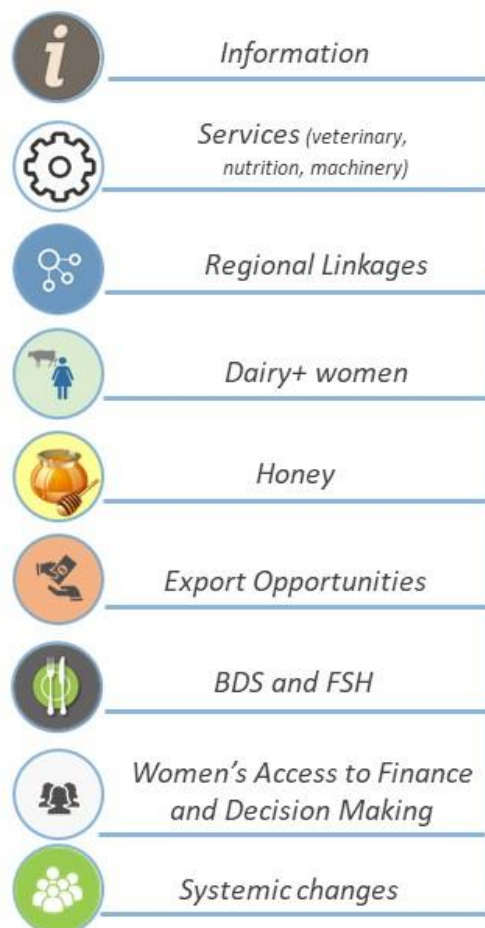 Information
Services (veterinary,
nutrition, machinery)
Regional Linkages
Dairy+ women
Honey
Export Opportunities
BDS and FSH
Women's Access to Finance
and Decision Making
Systemic changes